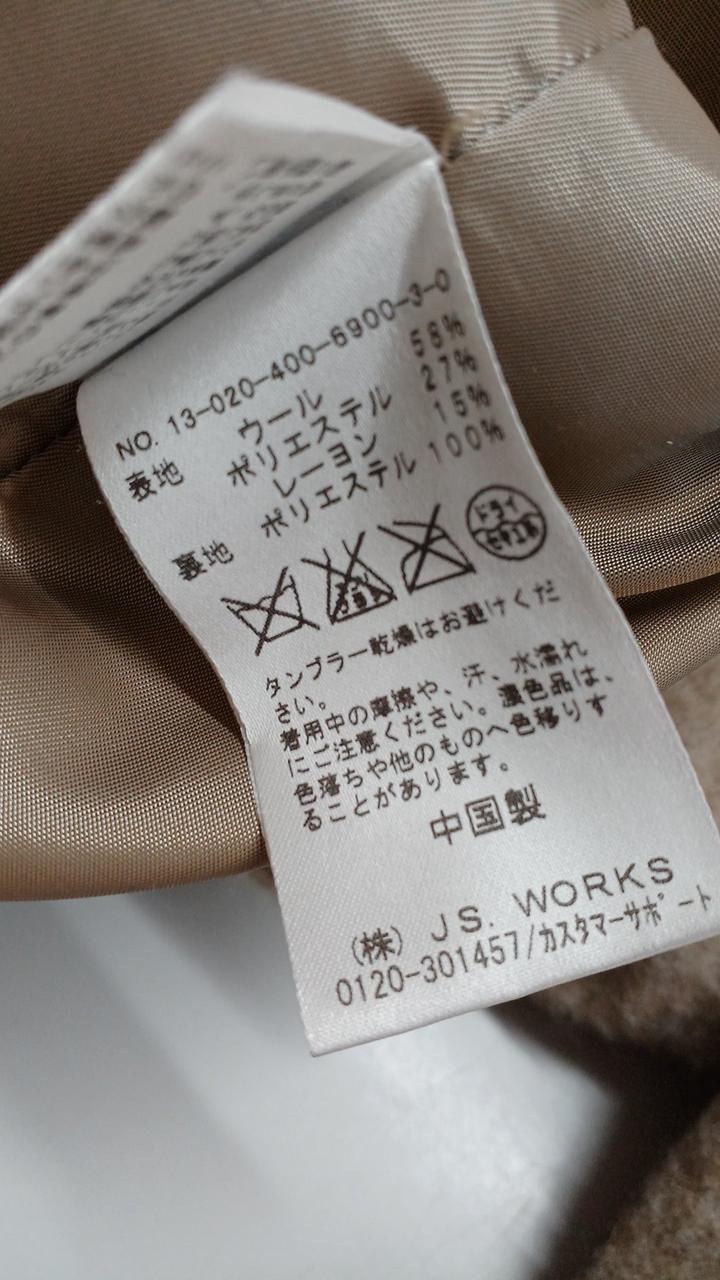 NO. 13-020-400-6900-3-0
表地 ウール 58%
ポリエステル 27%
レーヨン 15%
裏地 ポリエステル 100%
ドライ
セキユ系
タンブラー乾燥はお避けくだ
さい。
着用中の摩擦や、汗、水濡れ
にご注意ください。濃色品は、
色落ちや他のものへ色移りす
ることがあります。
中国製
(株) JS. WORKS
0120-301457/カスタマーサポート